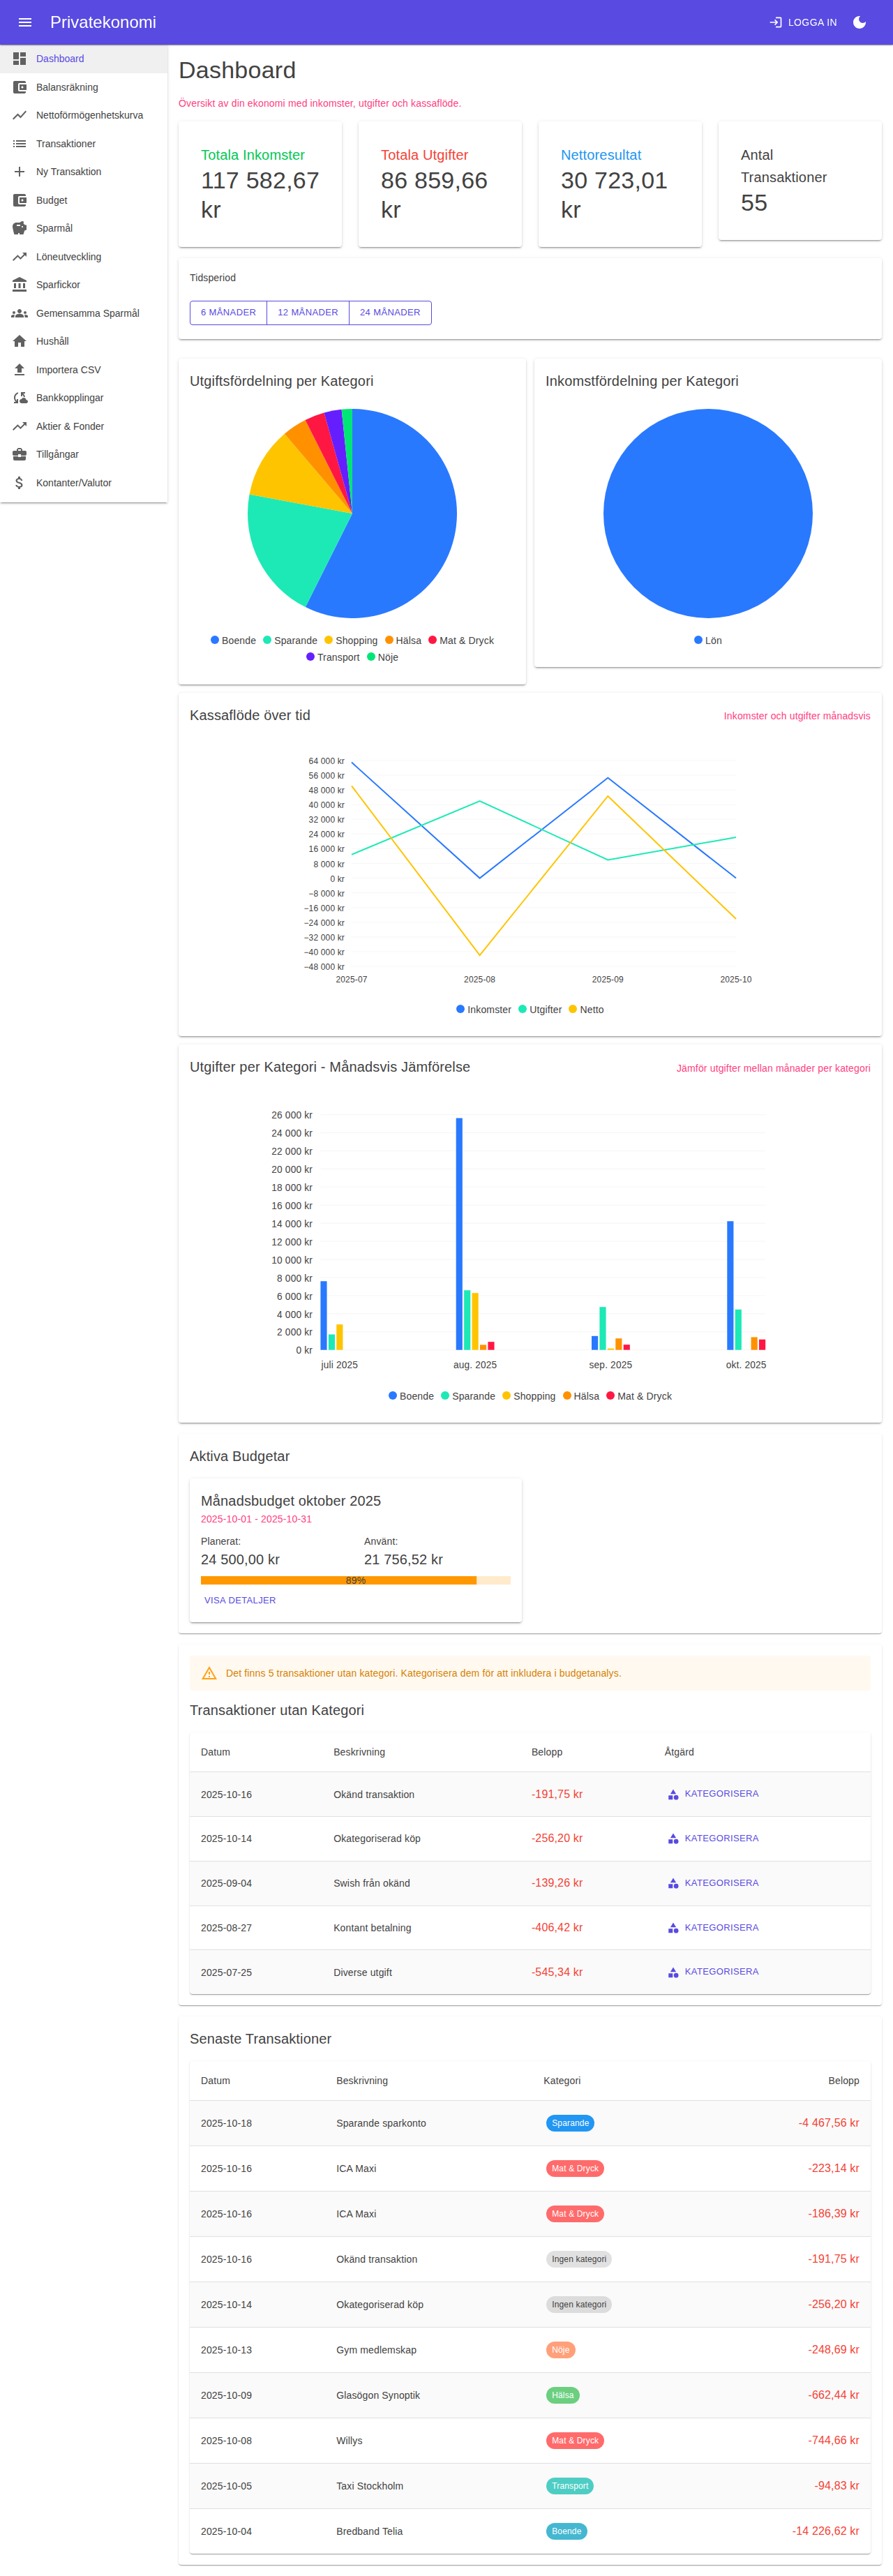 Privatekonomi
LOGGA IN
Dashboard
Balansräkning
Nettoförmögenhetskurva
Transaktioner
Ny Transaktion
Budget
Sparmål
Löneutveckling
Sparfickor
Gemensamma Sparmål
Hushåll
Importera CSV
Bankkopplingar
Aktier & Fonder
Tillgångar
Kontanter/Valutor
Dashboard
Översikt av din ekonomi med inkomster, utgifter och kassaflöde.
Totala Inkomster
117 582,67
kr
Totala Utgifter
86 859,66
kr
Nettoresultat
30 723,01
kr
Antal
Transaktioner
55
Tidsperiod
6 MÅNADER 12 MÅNADER 24 MÅNADER
Utgiftsfördelning per Kategori
Boende Sparande Shopping Hälsa Mat & Dryck
Transport Nöje
Inkomstfördelning per Kategori
Lön
Kassaflöde över tid
Inkomster och utgifter månadsvis
64 000 kr
56 000 kr
48 000 kr
40 000 kr
32 000 kr
24 000 kr
16 000 kr
8 000 kr
0 kr
−8 000 kr
−16 000 kr
−24 000 kr
−32 000 kr
−40 000 kr
−48 000 kr
2025-07 2025-08 2025-09 2025-10
Inkomster Utgifter Netto
Utgifter per Kategori - Månadsvis Jämförelse
Jämför utgifter mellan månader per kategori
26 000 kr
24 000 kr
22 000 kr
20 000 kr
18 000 kr
16 000 kr
14 000 kr
12 000 kr
10 000 kr
8 000 kr
6 000 kr
4 000 kr
2 000 kr
0 kr
juli 2025 aug. 2025 sep. 2025 okt. 2025
Boende Sparande Shopping Hälsa Mat & Dryck
Aktiva Budgetar
Månadsbudget oktober 2025
2025-10-01 - 2025-10-31
Planerat: Använt:
24 500,00 kr 21 756,52 kr
89%
VISA DETALJER
Det finns 5 transaktioner utan kategori. Kategorisera dem för att inkludera i budgetanalys.
Transaktioner utan Kategori
Datum Beskrivning Belopp Åtgärd
2025-10-16 Okänd transaktion -191,75 kr KATEGORISERA
2025-10-14 Okategoriserad köp -256,20 kr KATEGORISERA
2025-09-04 Swish från okänd -139,26 kr KATEGORISERA
2025-08-27 Kontant betalning -406,42 kr KATEGORISERA
2025-07-25 Diverse utgift -545,34 kr KATEGORISERA
Senaste Transaktioner
Datum Beskrivning Kategori Belopp
2025-10-18 Sparande sparkonto Sparande -4 467,56 kr
2025-10-16 ICA Maxi Mat & Dryck -223,14 kr
2025-10-16 ICA Maxi Mat & Dryck -186,39 kr
2025-10-16 Okänd transaktion Ingen kategori -191,75 kr
2025-10-14 Okategoriserad köp Ingen kategori -256,20 kr
2025-10-13 Gym medlemskap Nöje -248,69 kr
2025-10-09 Glasögon Synoptik Hälsa -662,44 kr
2025-10-08 Willys Mat & Dryck -744,66 kr
2025-10-05 Taxi Stockholm Transport -94,83 kr
2025-10-04 Bredband Telia Boende -14 226,62 kr